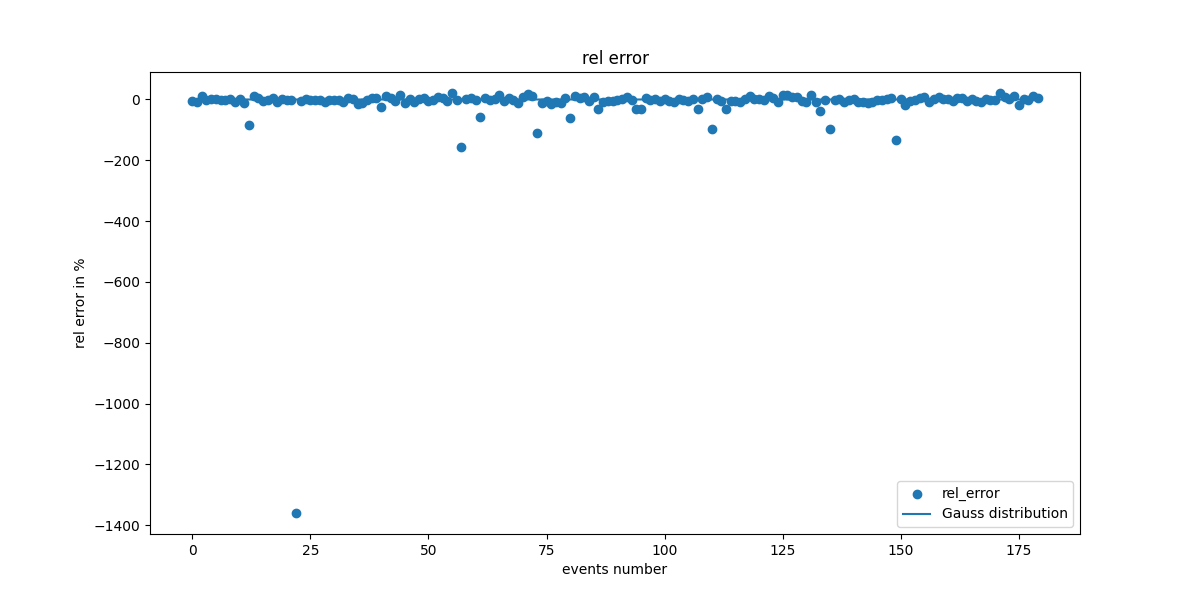 rel error
0
−200
−400
−600
−800
−1000
−1200
−1400
rel error in %
rel_error
Gauss distribution
0 25 50 75 100 125 150 175
events number